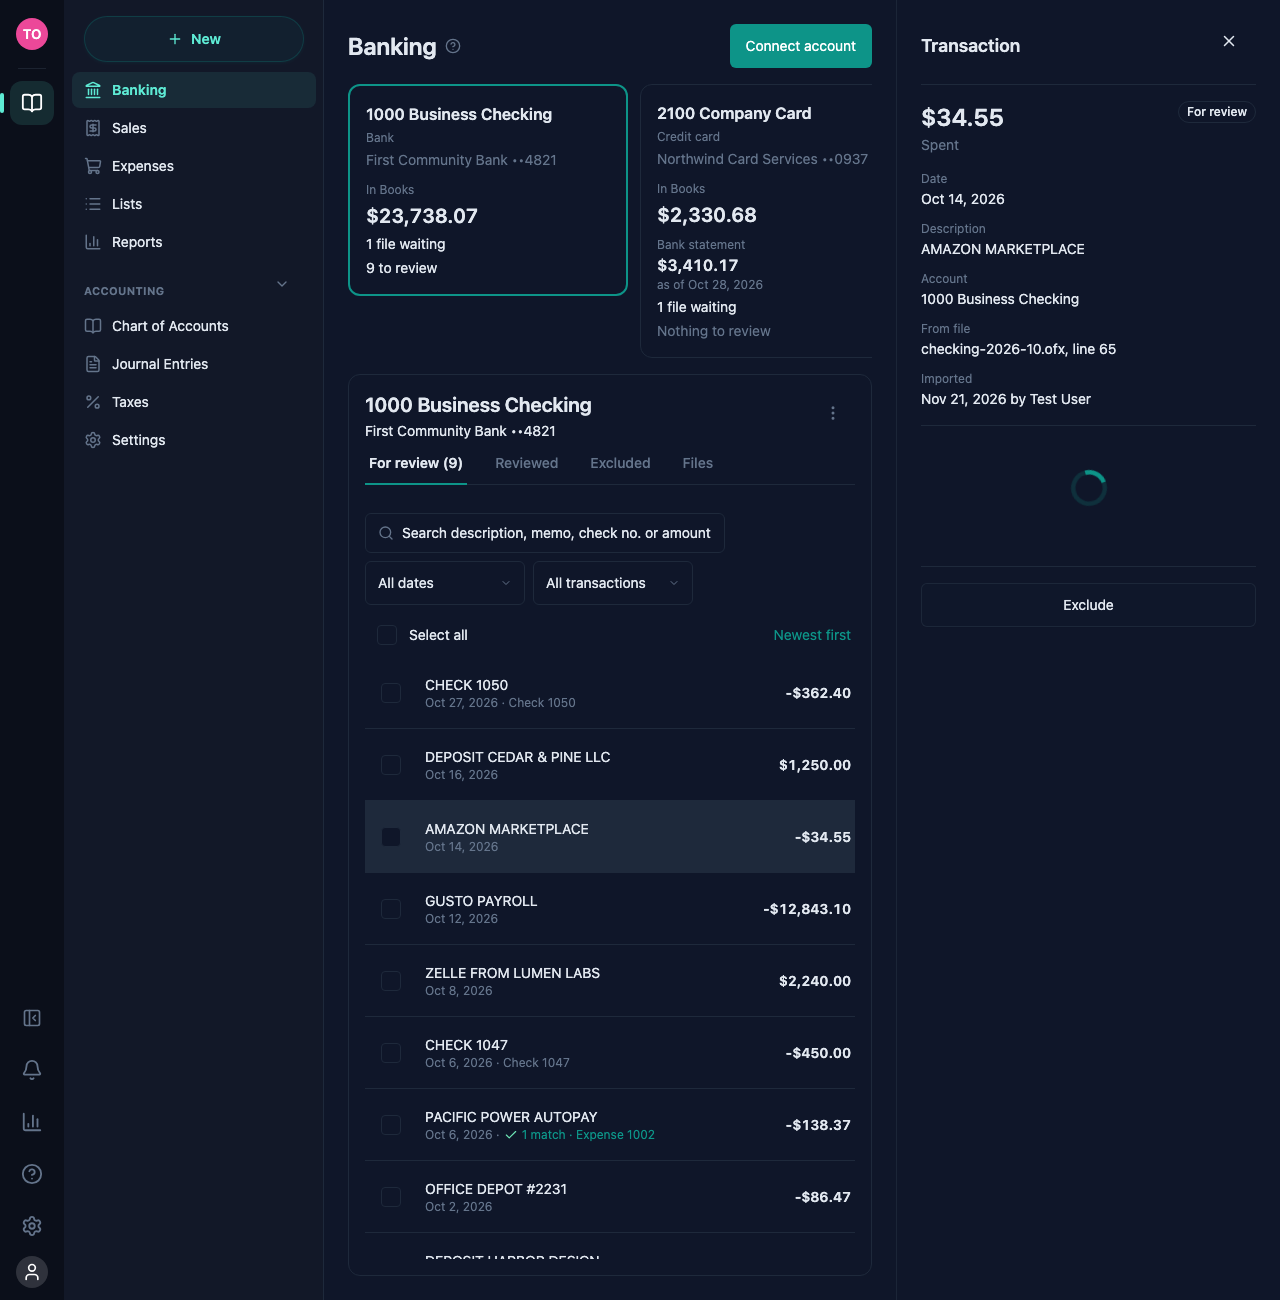 TO
New
Banking
Sales
Expenses
Lists
Reports
ACCOUNTING
Chart of Accounts
Journal Entries
Taxes
Settings
Banking
Connect account
1000 Business Checking
Bank
First Community Bank ••4821
In Books
$23,738.07
1 file waiting
9 to review
2100 Company Card
Credit card
Northwind Card Services ••0937
In Books
$2,330.68
Bank statement
$3,410.17
as of Oct 28, 2026
1 file waiting
Nothing to review
1000 Business Checking
First Community Bank ••4821
For review (9)
Reviewed
Excluded
Files
Search description, memo, check no. or amount
All dates
All transactions
Select all
Newest first
CHECK 1050
-$362.40
Oct 27, 2026 · Check 1050
DEPOSIT CEDAR & PINE LLC
$1,250.00
Oct 16, 2026
AMAZON MARKETPLACE
-$34.55
Oct 14, 2026
GUSTO PAYROLL
-$12,843.10
Oct 12, 2026
ZELLE FROM LUMEN LABS
$2,240.00
Oct 8, 2026
CHECK 1047
-$450.00
Oct 6, 2026 · Check 1047
PACIFIC POWER AUTOPAY
-$138.37
Oct 6, 2026 · 1 match · Expense 1002
OFFICE DEPOT #2231
-$86.47
Oct 2, 2026
DEPOSIT HARBOR DESIGN
Transaction
$34.55
For review
Spent
Date
Oct 14, 2026
Description
AMAZON MARKETPLACE
Account
1000 Business Checking
From file
checking-2026-10.ofx, line 65
Imported
Nov 21, 2026 by Test User
Exclude